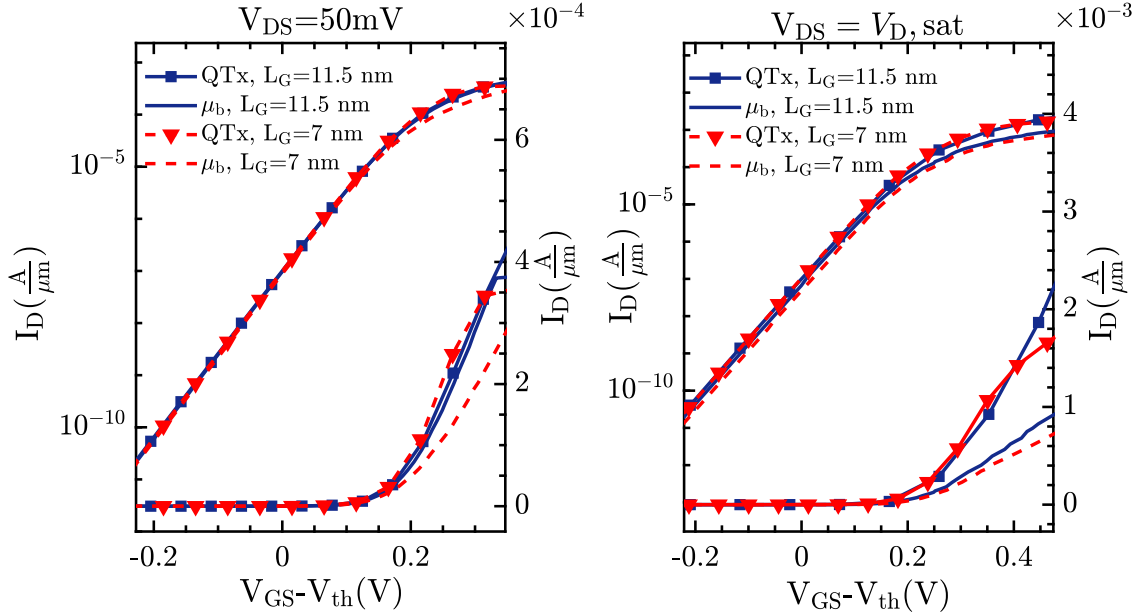 V_DS=50mV
×10^-4
QTx, L_G=11.5 nm
μ_b, L_G=11.5 nm
QTx, L_G=7 nm
μ_b, L_G=7 nm
10^-5
10^-10
I_D(A/μm)
6
4
2
0
I_D(A/μm)
-0.2 0 0.2
V_GS-V_th(V)
V_DS = V_D, sat
×10^-3
QTx, L_G=11.5 nm
μ_b, L_G=11.5 nm
QTx, L_G=7 nm
μ_b, L_G=7 nm
10^-5
10^-10
I_D(A/μm)
4
3
2
1
0
I_D(A/μm)
-0.2 0 0.2 0.4
V_GS-V_th(V)